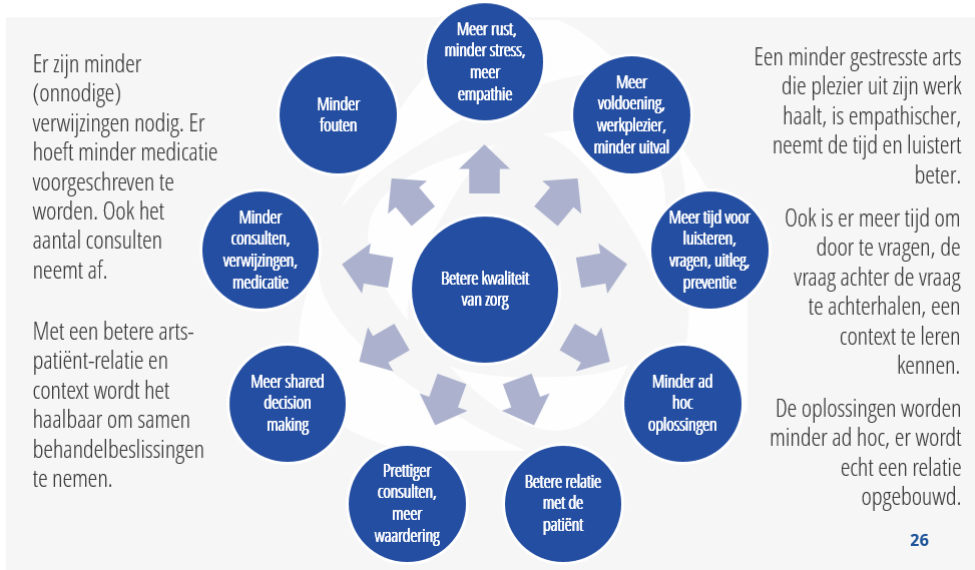 Er zijn minder
(onnodige)
verwijzingen nodig. Er
hoeft minder medicatie
voorgeschreven te
worden. Ook het
aantal consulten
neemt af.
Met een betere arts-
patiënt-relatie en
context wordt het
haalbaar om samen
behandelbeslissingen
te nemen.
Meer rust,
minder stress,
meer
empathie
Meer
voldoening,
werkplezier,
minder uitval
Meer tijd voor
luisteren,
vragen, uitleg,
preventie
Minder ad
hoc
oplossingen
Betere relatie
met de
patiënt
Prettiger
consulten,
meer
waardering
Meer shared
decision
making
Minder
consulten,
verwijzingen,
medicatie
Minder
fouten
Betere kwaliteit
van zorg
Een minder gestresste arts
die plezier uit zijn werk
haalt, is empathischer,
neemt de tijd en luistert
beter.
Ook is er meer tijd om
door te vragen, de
vraag achter de vraag
te achterhalen, een
context te leren
kennen.
De oplossingen worden
minder ad hoc, er wordt
echt een relatie
opgebouwd.
26